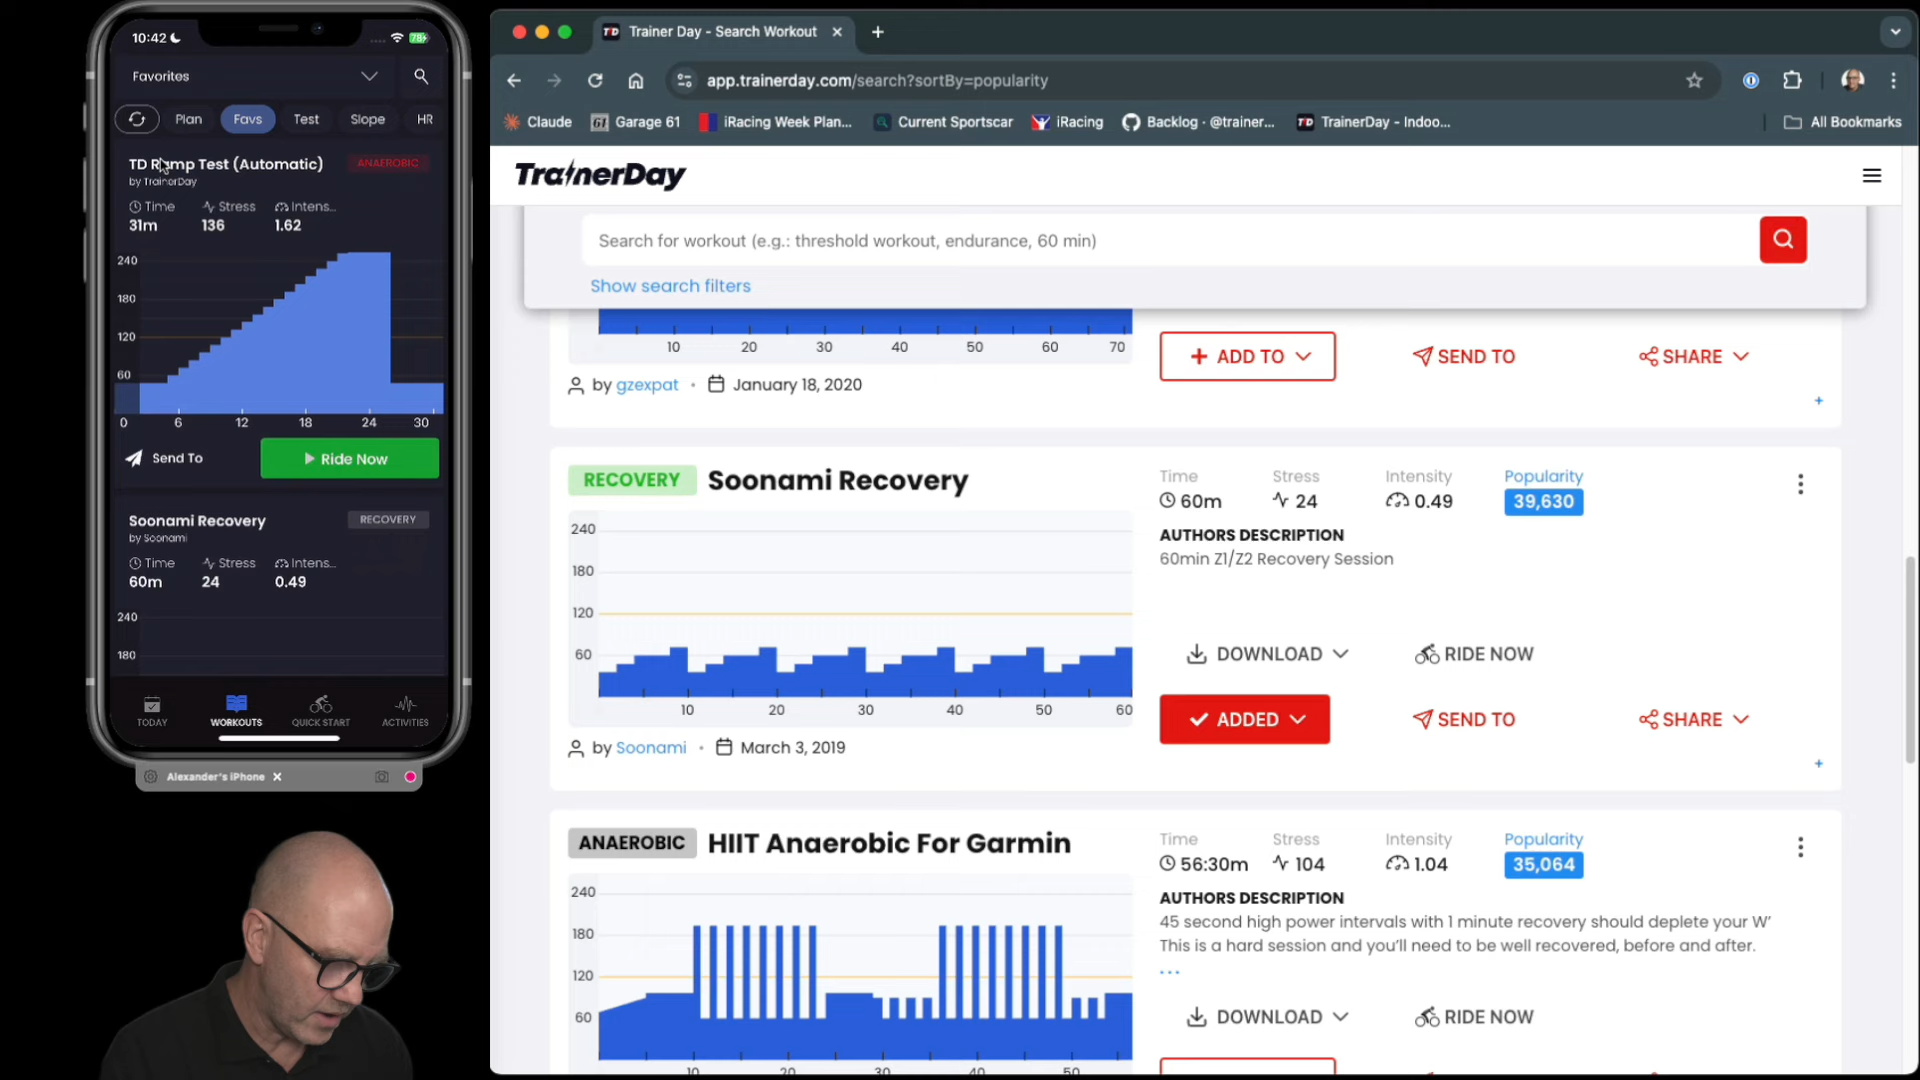 10:42
78
Favorites
Plan
Favs
Test
Slope
HR
TD Ramp Test (Automatic)
ANAEROBIC
by TrainerDay
Time
Stress
Intens...
31m
136
1.62
240
180
120
60
0
6
12
18
24
30
Send To
Ride Now
Soonami Recovery
RECOVERY
by Soonami
Time
Stress
Intens...
60m
24
0.49
240
180
TODAY
WORKOUTS
QUICK START
ACTIVITIES
Alexander's iPhone
TD Trainer Day - Search Workout
app.trainerday.com/search?sortBy=popularity
Claude
G1 Garage 61
iRacing Week Plan...
Current Sportscar
iRacing
Backlog · @trainer...
TD TrainerDay - Indoo...
All Bookmarks
TrainerDay
Search for workout (e.g.: threshold workout, endurance, 60 min)
Show search filters
10
20
30
40
50
60
70
ADD TO
SEND TO
SHARE
by gzexpat · January 18, 2020
+
RECOVERY
Soonami Recovery
Time
Stress
Intensity
Popularity
60m
24
0.49
39,630
AUTHORS DESCRIPTION
60min Z1/Z2 Recovery Session
240
180
120
60
10
20
30
40
50
60
DOWNLOAD
RIDE NOW
ADDED
SEND TO
SHARE
by Soonami · March 3, 2019
+
ANAEROBIC
HIIT Anaerobic For Garmin
Time
Stress
Intensity
Popularity
56:30m
104
1.04
35,064
AUTHORS DESCRIPTION
45 second high power intervals with 1 minute recovery should deplete your W'
This is a hard session and you'll need to be well recovered, before and after.
...
240
180
120
60
10
20
30
40
50
DOWNLOAD
RIDE NOW